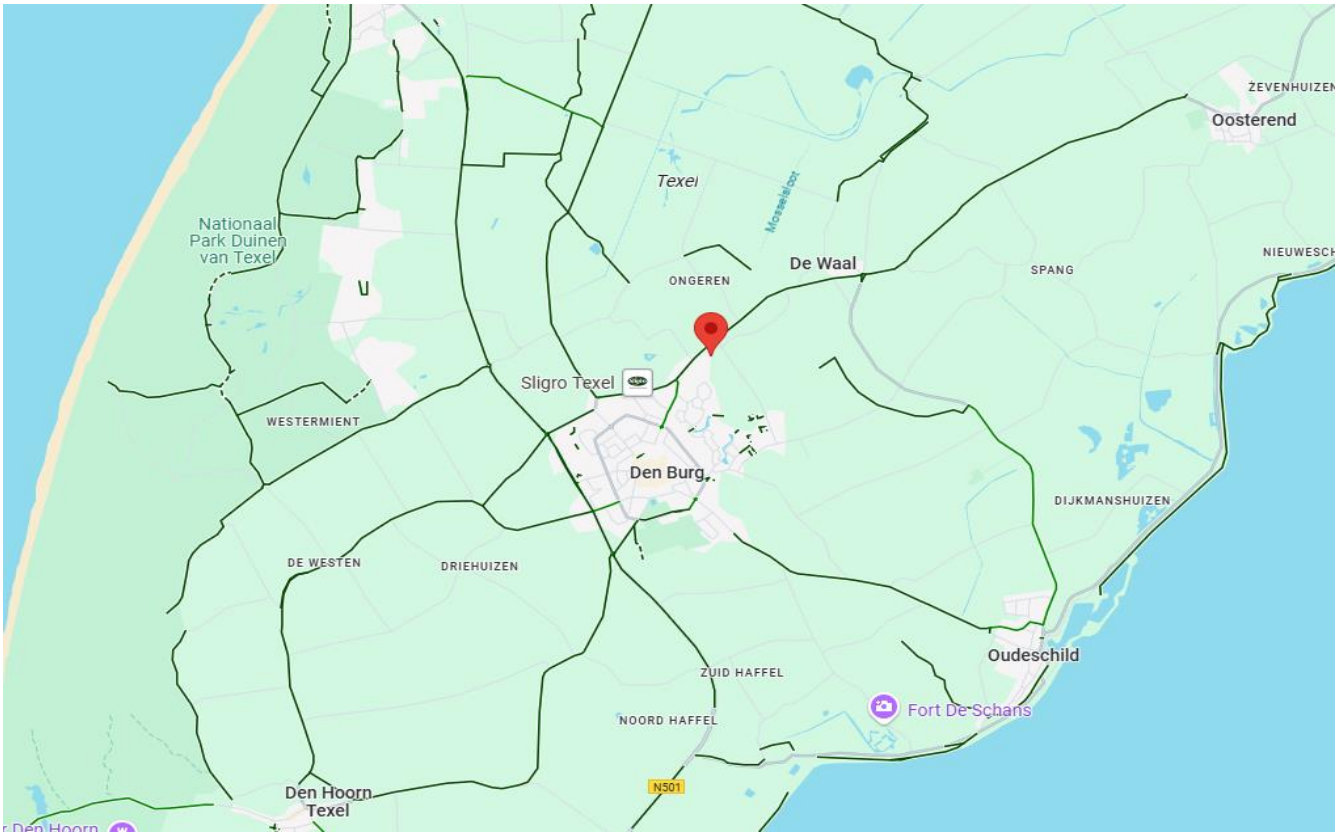 ZEVENHUIZEN
Oosterend
Texel
Mosselsloot
Nationaal
Park Duinen
van Texel
De Waal
NIEUWESCH
SPANG
ONGEREN
Sligro Texel
WESTERMIENT
Den Burg
DIJKMANSHUIZEN
DE WESTEN
DRIEHUIZEN
Oudeschild
ZUID HAFFEL
Fort De Schans
NOORD HAFFEL
N501
Den Hoorn
Texel
r Den Hoorn